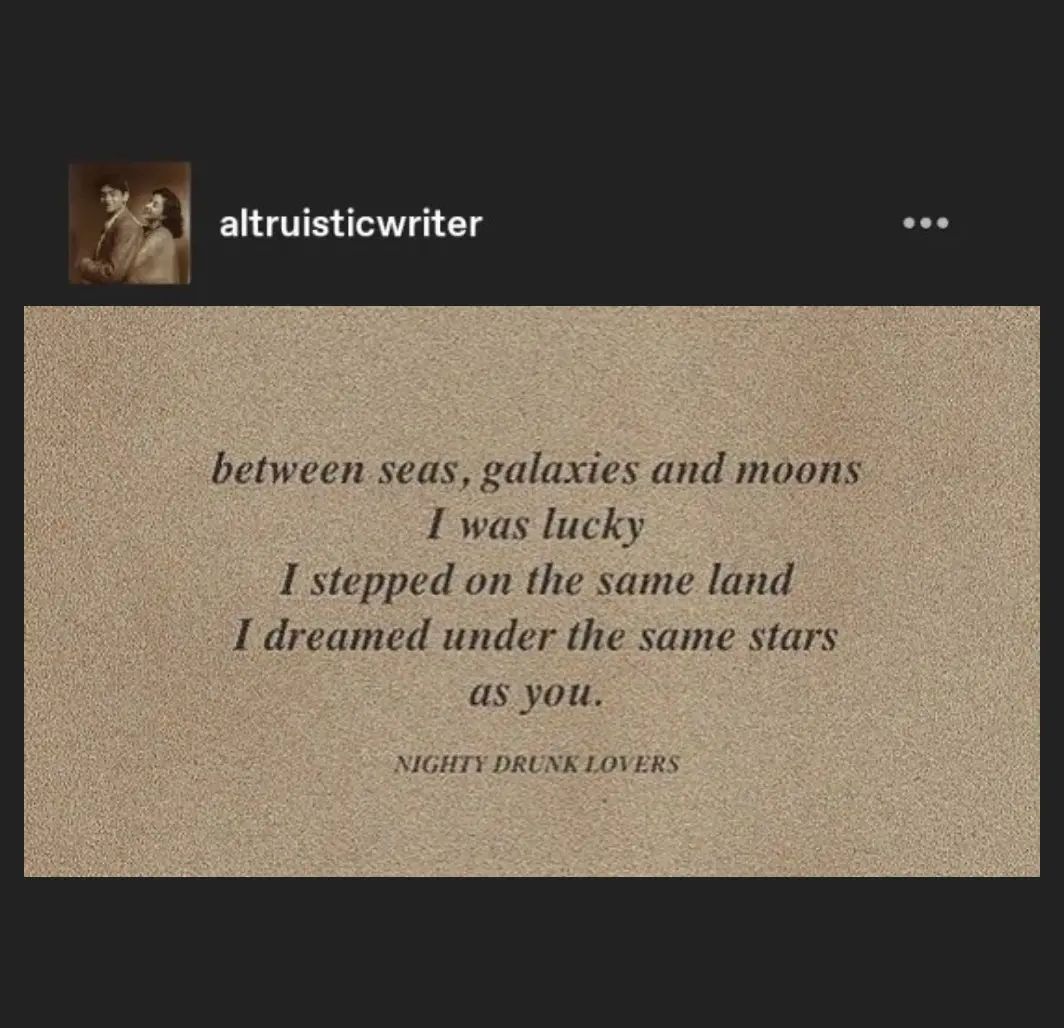 altruisticwriter
between seas, galaxies and moons
I was lucky
I stepped on the same land
I dreamed under the same stars
as you.
NIGHTY DRUNK LOVERS